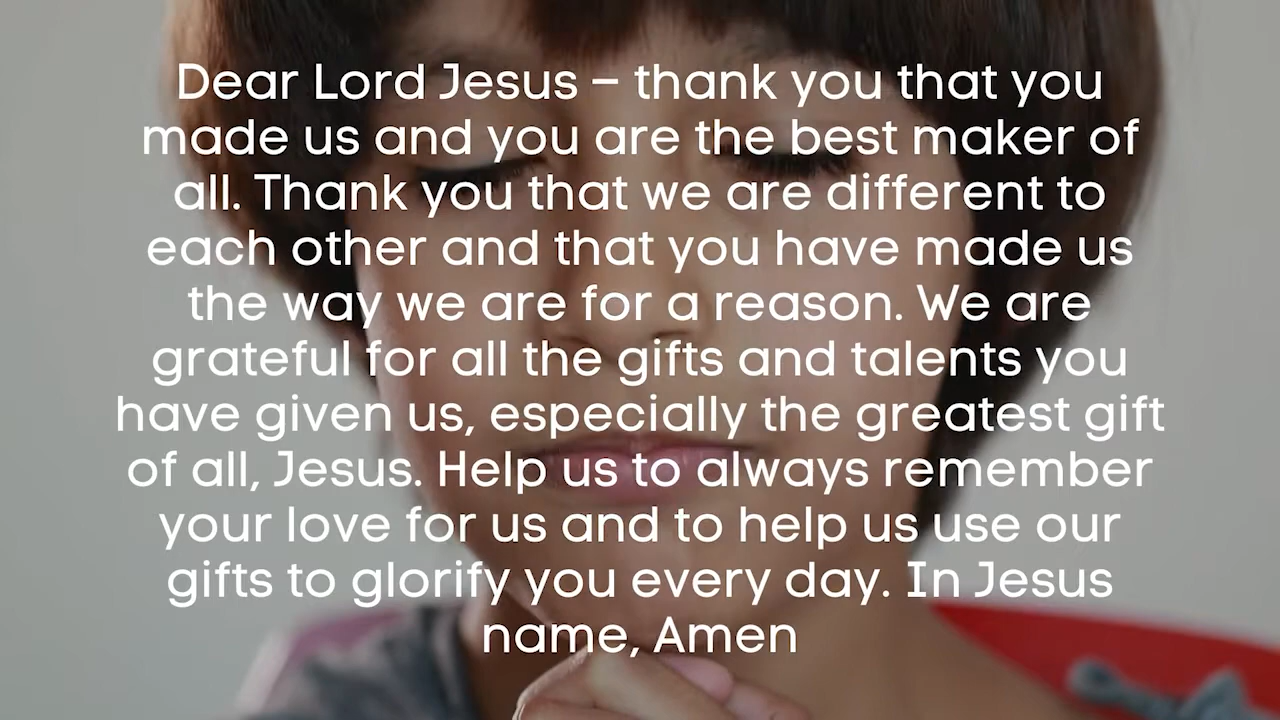 Dear Lord Jesus – thank you that you
made us and you are the best maker of
all. Thank you that we are different to
each other and that you have made us
the way we are for a reason. We are
grateful for all the gifts and talents you
have given us, especially the greatest gift
of all, Jesus. Help us to always remember
your love for us and to help us use our
gifts to glorify you every day. In Jesus
name, Amen